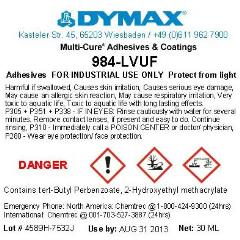 DYMAX®
Kasteler Str. 45, 65203 Wiesbaden / +49 (0)611 962 7900
Multi-Cure® Adhesives & Coatings
984-LVUF
Adhesives FOR INDUSTRIAL USE ONLY Protect from light
Harmful if swallowed, Causes skin irritation, Causes serious eye damage,
May cause an allergic skin reaction, May cause respiratory irritation, Very
toxic to aquatic life. Toxic to aquatic life with long lasting effects.
P305 + P351 + P338 - IF IN EYES: Rinse cautiously with water for several
minutes. Remove contact lenses, if present and easy to do. Continue
rinsing, P310 - Immediately call a POISON CENTER or doctor/ physician,
P280 - Wear eye protection/ face protection.
DANGER
Contains tert-Butyl Perbenzoate, 2-Hydroxyethyl methacrylate
Emergency Phone: North America: Chemtrec @ 1-800-424-9300 (24hrs)
International Chemtrec @ 001-703-527-3887 (24hrs)
Lot # 4589H-7532J Use by: AUG 31 2013 Net: 30 ML